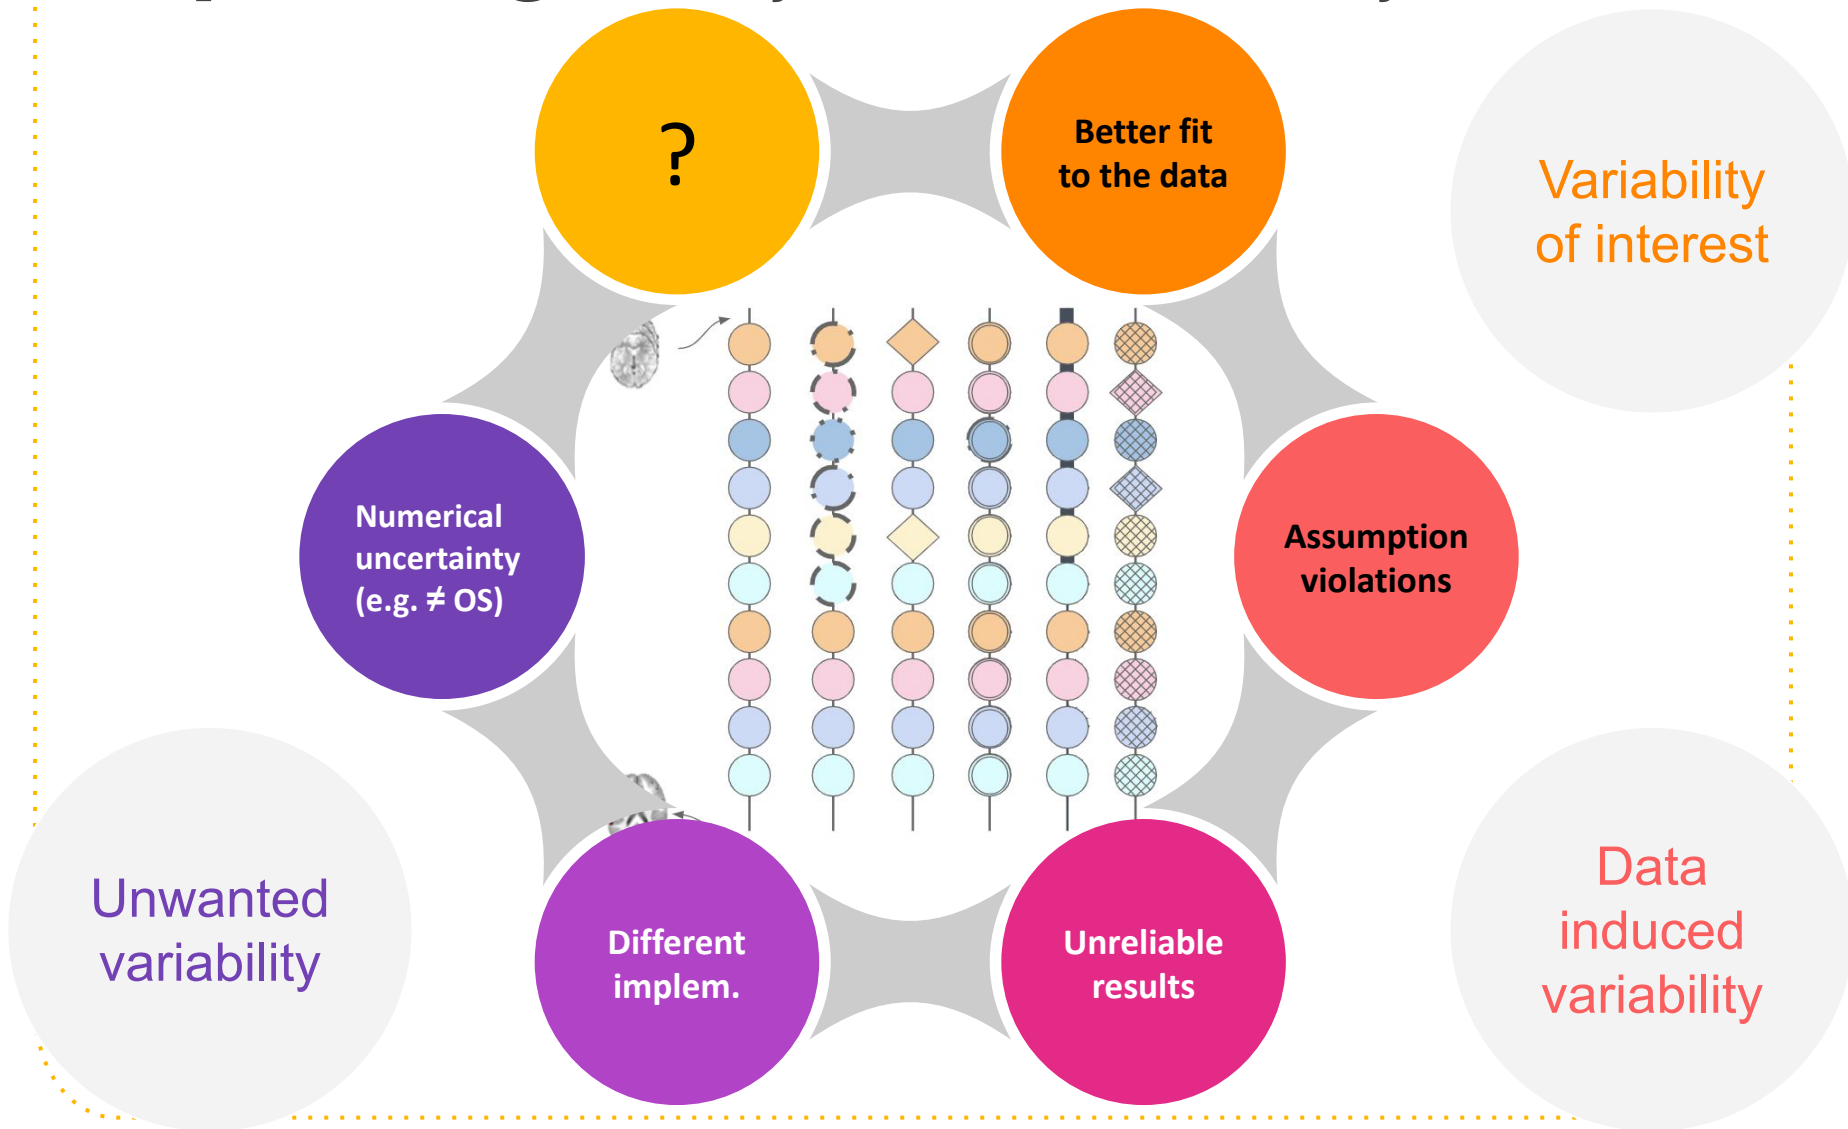 ?
Better fit
to the data
Variability
of interest
Numerical
uncertainty
(e.g. ≠ OS)
Assumption
violations
Unwanted
variability
Different
implem.
Unreliable
results
Data
induced
variability